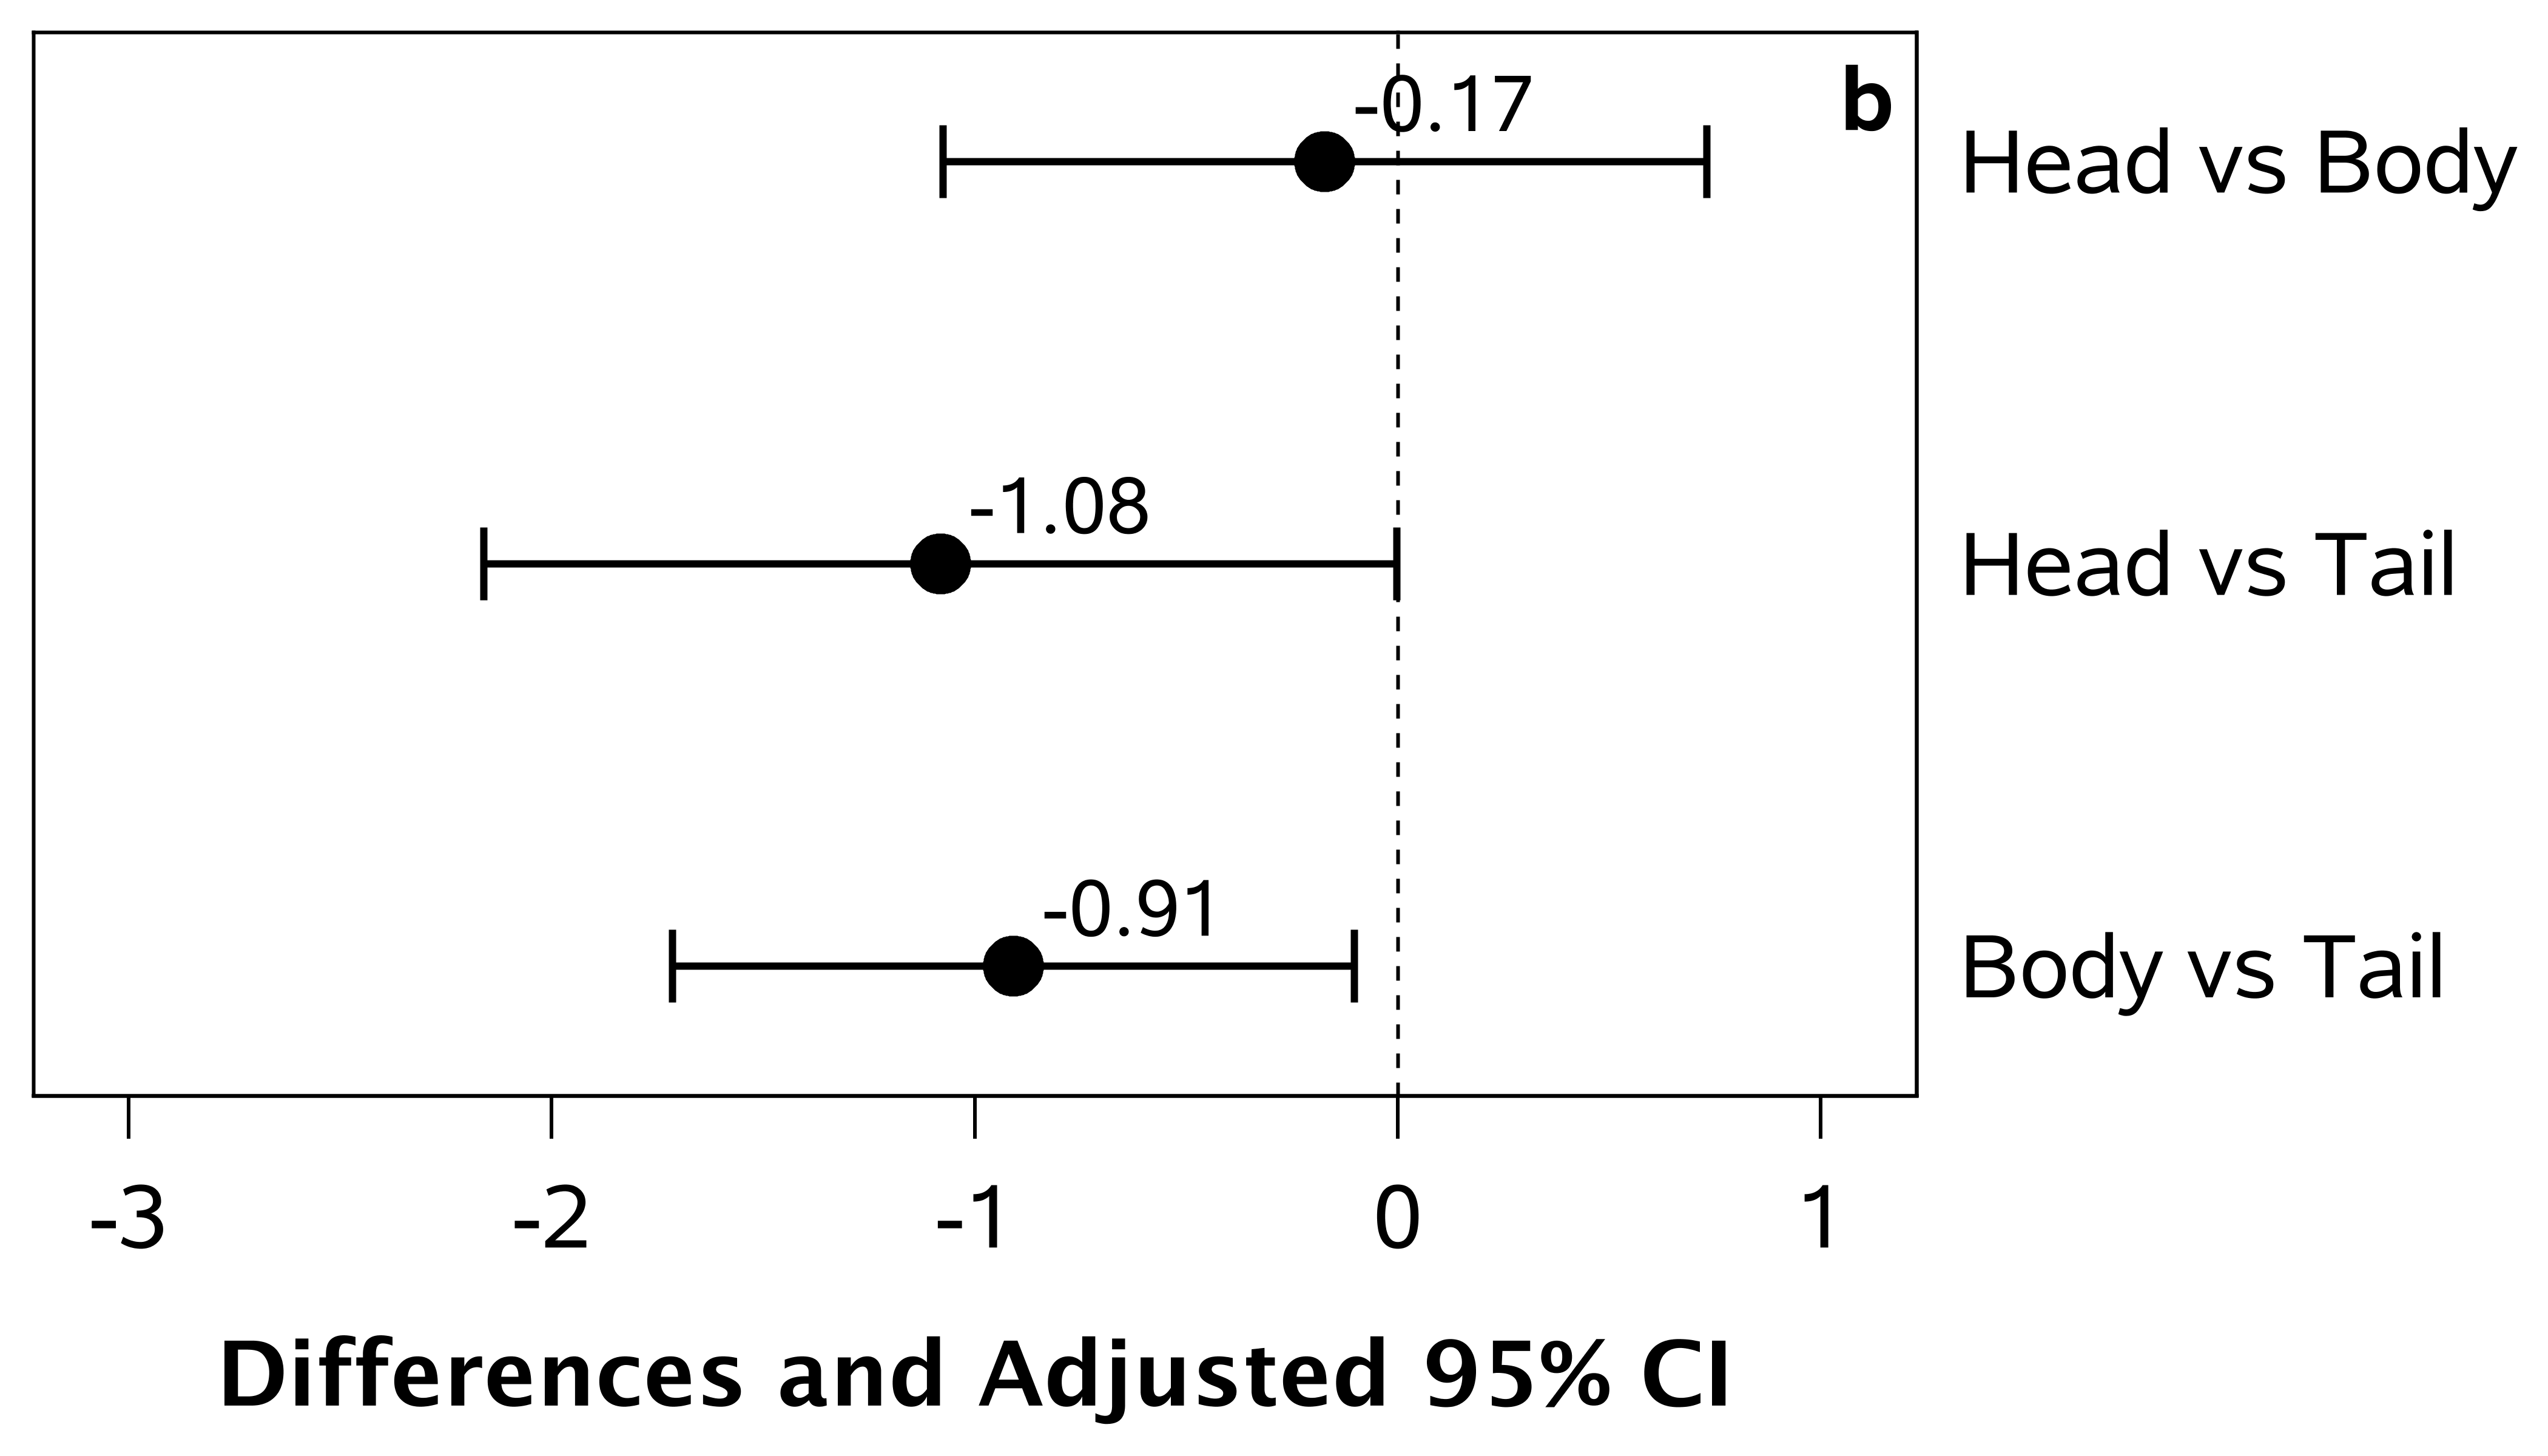 b
-0.17
Head vs Body
-1.08
Head vs Tail
-0.91
Body vs Tail
-3 -2 -1 0 1
Differences and Adjusted 95% CI